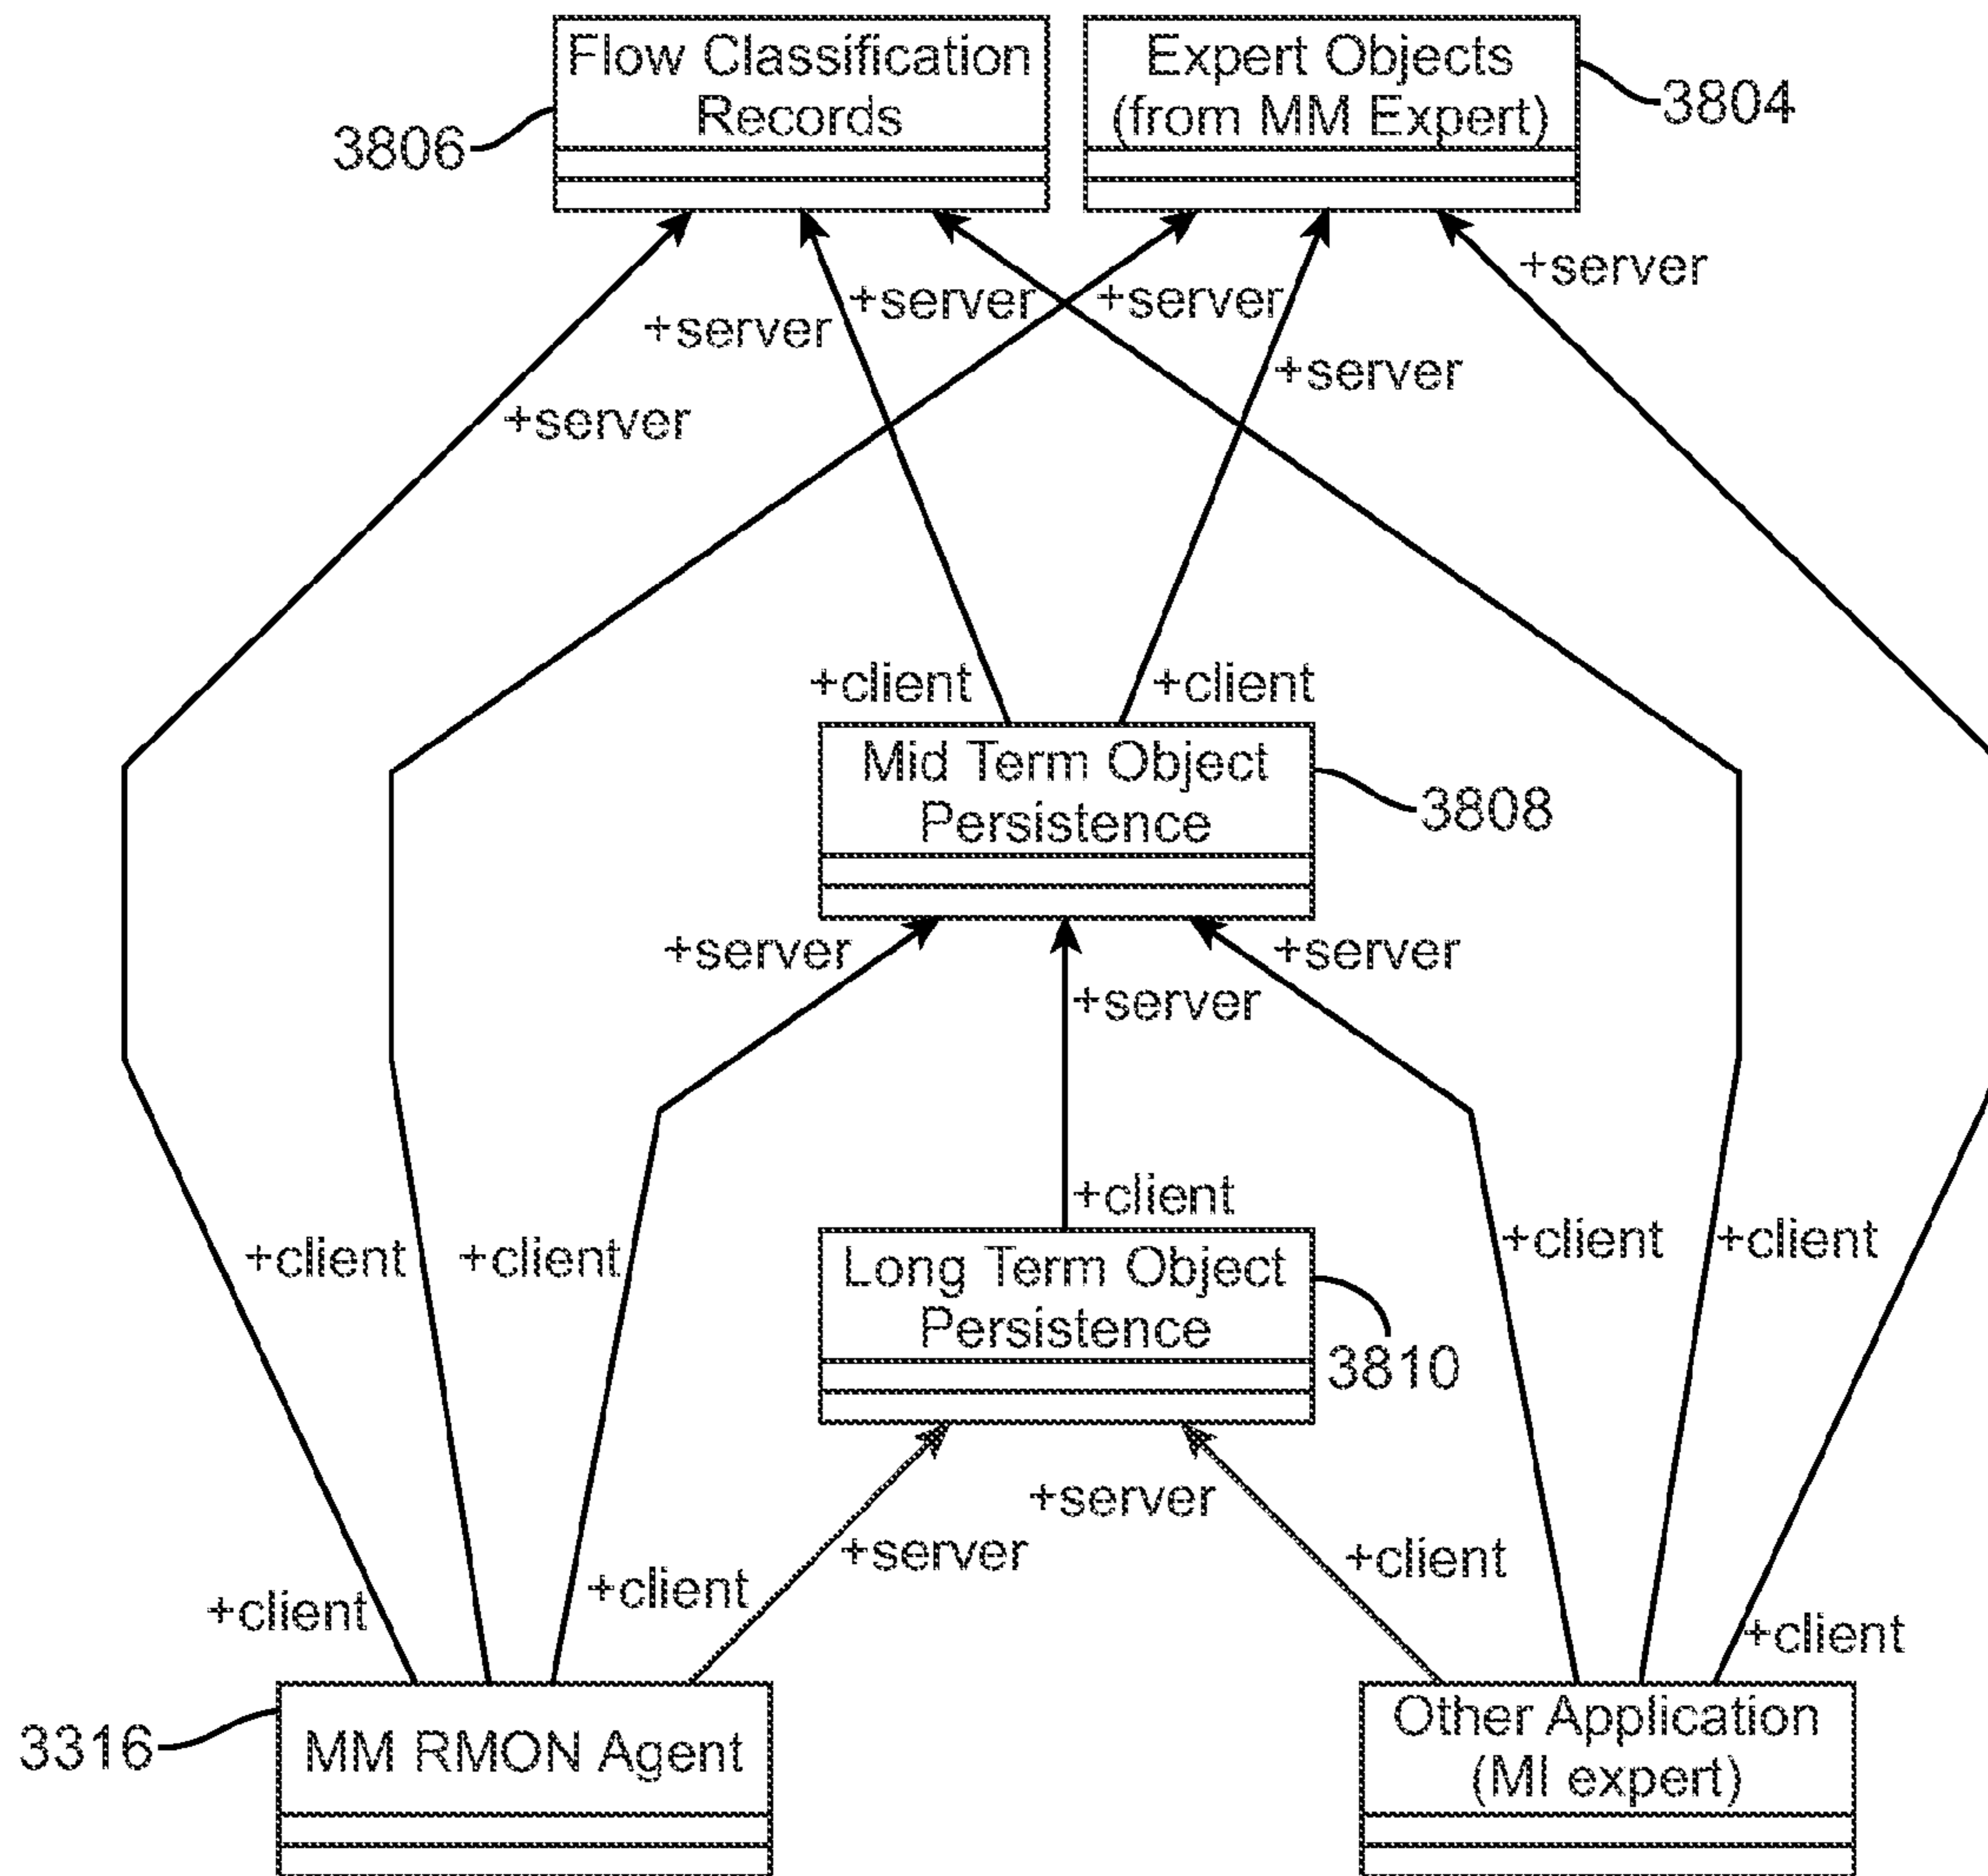 Flow Classification
Records
Expert Objects
(from MM Expert)
3804
3806
+server
+server
+server
+server
+server
+server
+client
+client
Mid Term Object
Persistence
3808
+server
+server
+server
+client
+client
+client
+client
+client
Long Term Object
Persistence
3810
+server
+server
+client
+client
+client
+client
3316
MM RMON Agent
Other Application
(MI expert)